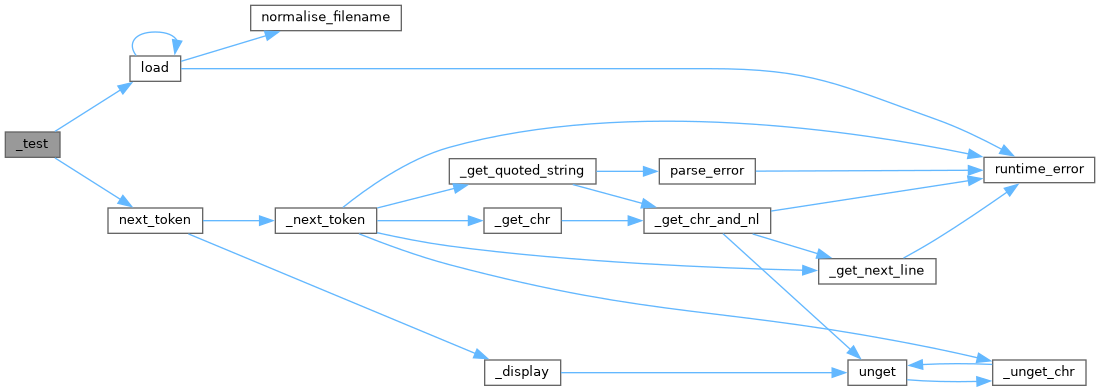 normalise_filename
load
_test
_get_quoted_string
parse_error
runtime_error
next_token
_next_token
_get_chr
_get_chr_and_nl
_get_next_line
_display
unget
_unget_chr